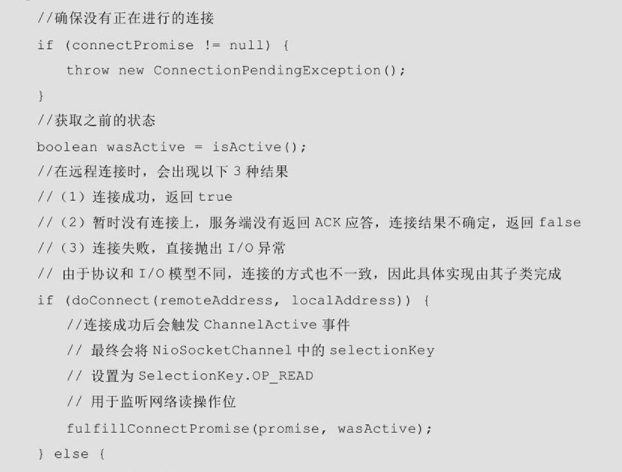 //确保没有正在进行的连接
if (connectPromise != null) {
throw new ConnectionPendingException();
}
//获取之前的状态
boolean wasActive = isActive();
//在远程连接时，会出现以下 3 种结果
//（1）连接成功，返回 true
//（2）暂时没有连接上，服务端没有返回 ACK 应答，连接结果不确定，返回 false
//（3）连接失败，直接抛出 I/O 异常
// 由于协议和 I/O 模型不同，连接的方式也不一致，因此具体实现由其子类完成
if (doConnect(remoteAddress, localAddress)) {
//连接成功后会触发 ChannelActive 事件
// 最终会将 NioSocketChannel 中的 selectionKey
// 设置为 SelectionKey.OP_READ
// 用于监听网络读操作位
fulfillConnectPromise(promise, wasActive);
} else {